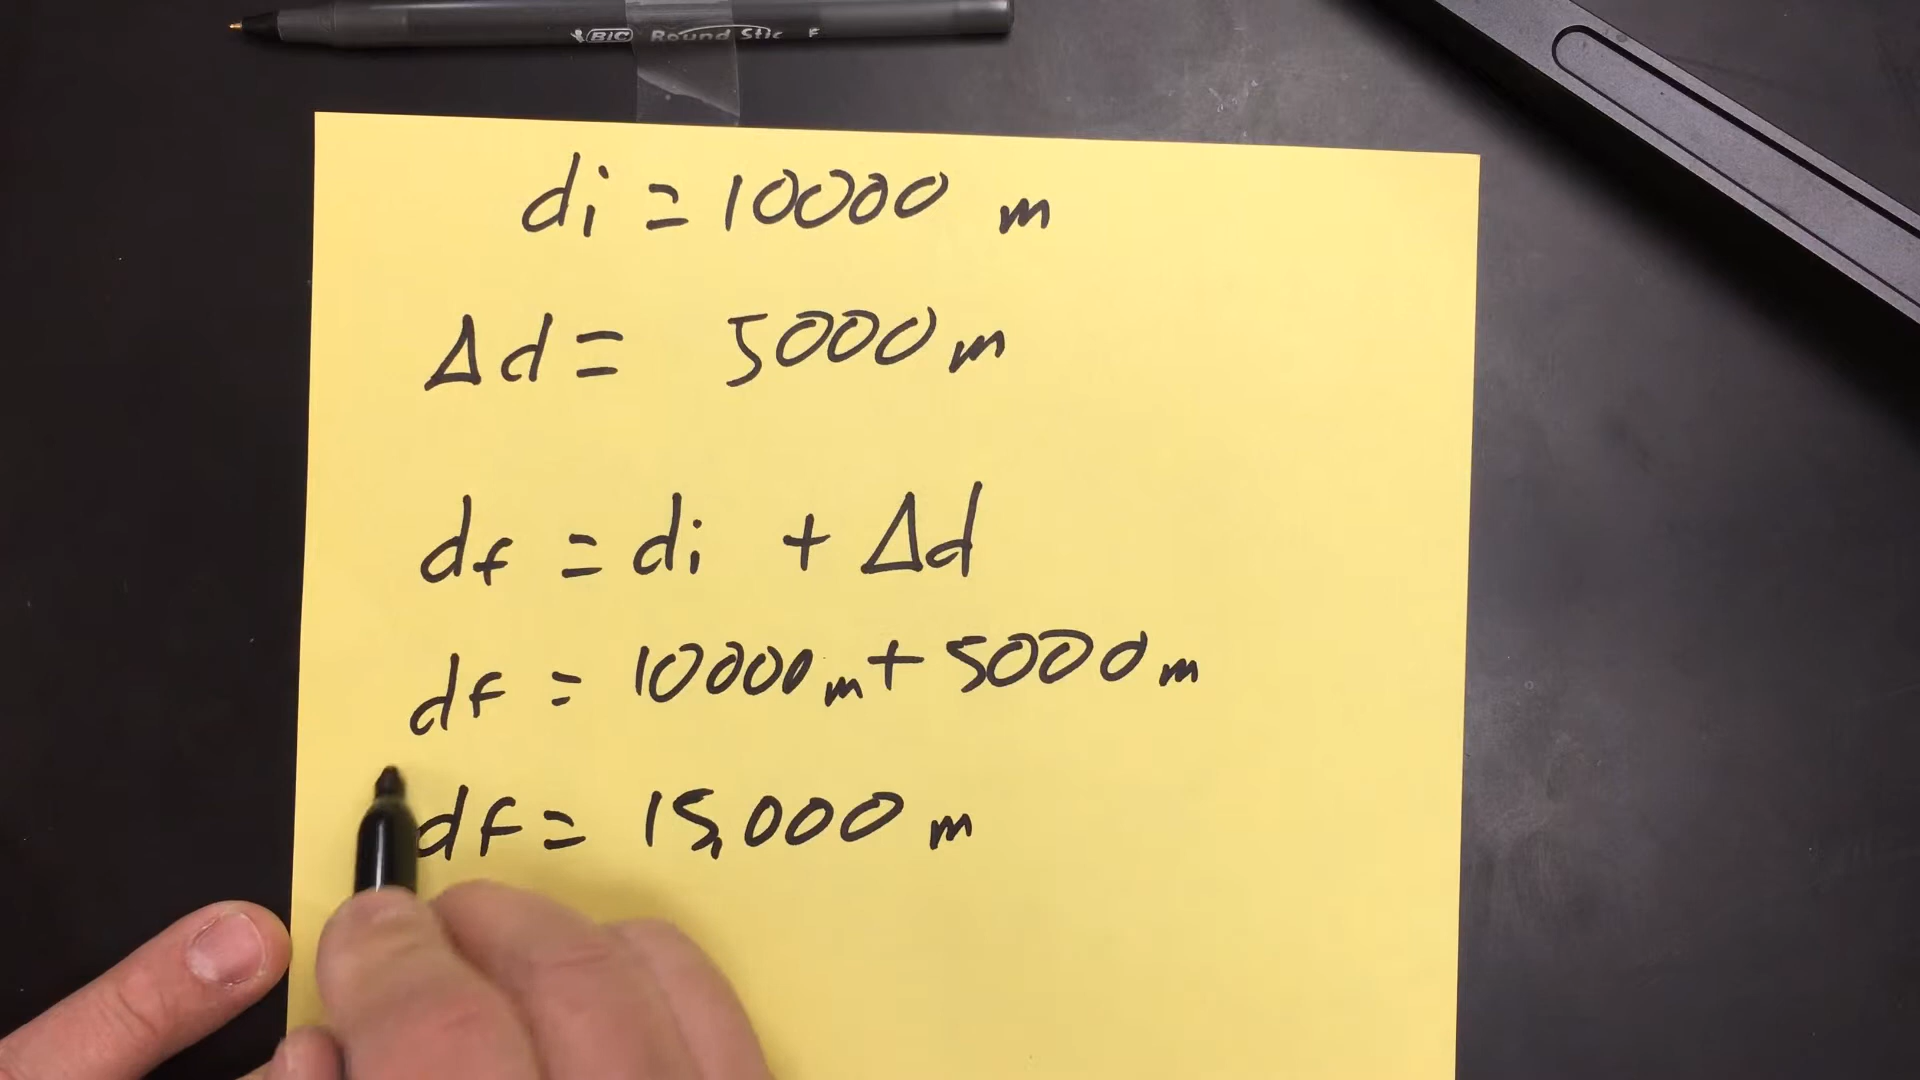 BIC Round Stic F
di = 10000 m
Δd = 5000 m
df = di + Δd
df = 10000 m + 5000 m
df = 15,000 m